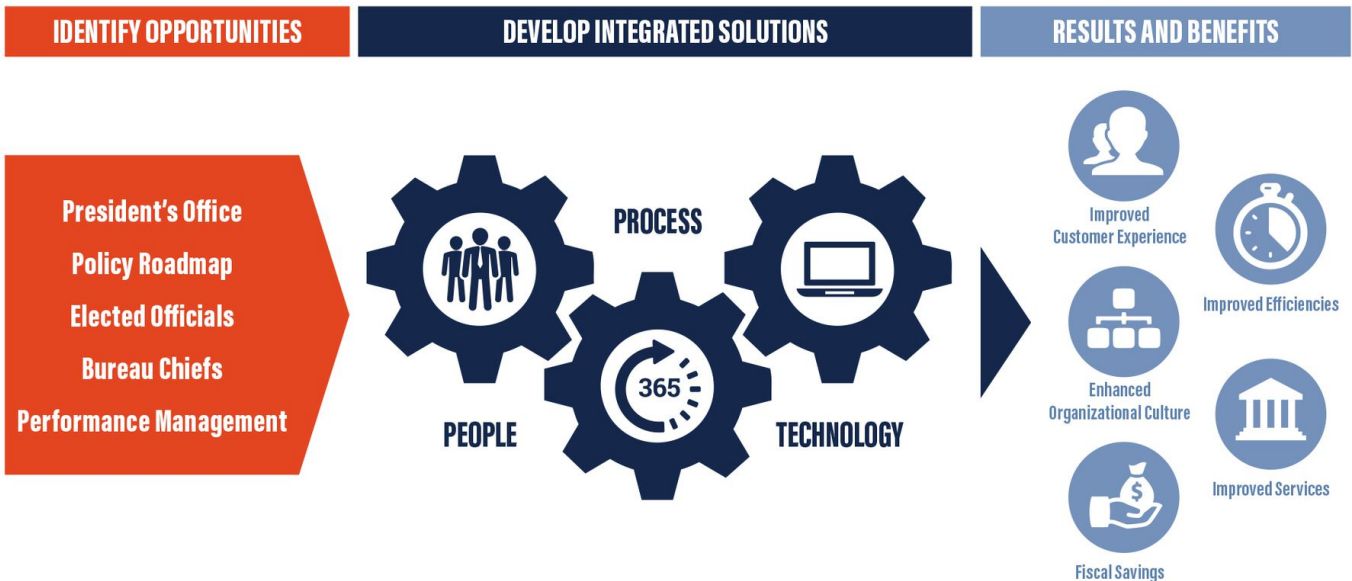 IDENTIFY OPPORTUNITIES
DEVELOP INTEGRATED SOLUTIONS
RESULTS AND BENEFITS
President's Office
Policy Roadmap
Elected Officials
Bureau Chiefs
Performance Management
PEOPLE
PROCESS
365
TECHNOLOGY
Improved
Customer Experience
Improved Efficiencies
Enhanced
Organizational Culture
Improved Services
$
Fiscal Savings